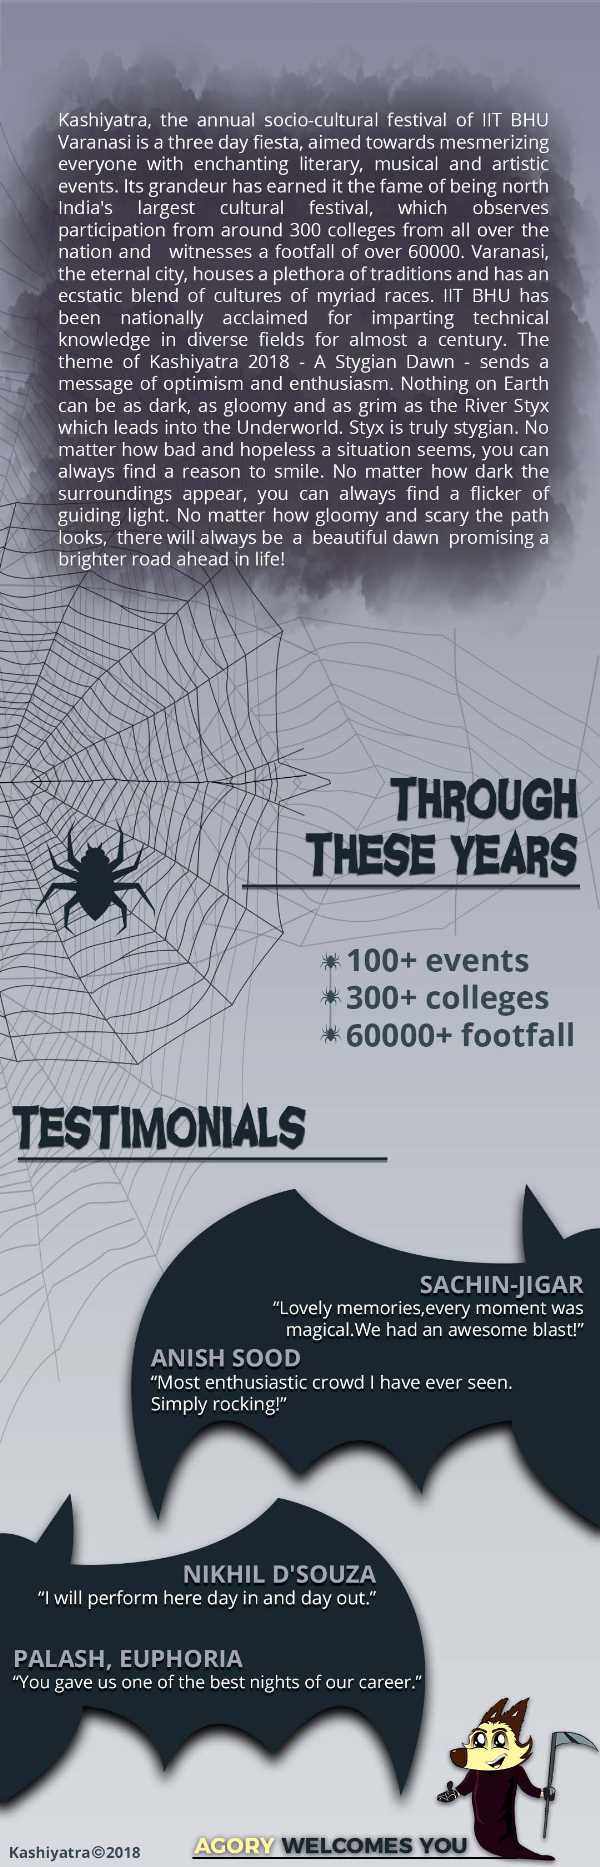 Kashiyatra, the annual socio-cultural festival of IIT BHU
Varanasi is a three day fiesta, aimed towards mesmerizing
everyone with enchanting literary, musical and artistic
events. Its grandeur has earned it the fame of being north
India's largest cultural festival, which observes
participation from around 300 colleges from all over the
nation and witnesses a footfall of over 60000. Varanasi,
the eternal city, houses a plethora of traditions and has an
ecstatic blend of cultures of myriad races. IIT BHU has
been nationally acclaimed for imparting technical
knowledge in diverse fields for almost a century. The
theme of Kashiyatra 2018 - A Stygian Dawn - sends a
message of optimism and enthusiasm. Nothing on Earth
can be as dark, as gloomy and as grim as the River Styx
which leads into the Underworld. Styx is truly stygian. No
matter how bad and hopeless a situation seems, you can
always find a reason to smile. No matter how dark the
surroundings appear, you can always find a flicker of
guiding light. No matter how gloomy and scary the path
looks, there will always be a beautiful dawn promising a
brighter road ahead in life!
THROUGH
THESE YEARS
100+ events
300+ colleges
60000+ footfall
TESTIMONIALS
SACHIN-JIGAR
“Lovely memories,every moment was
magical.We had an awesome blast!”
ANISH SOOD
“Most enthusiastic crowd I have ever seen.
Simply rocking!”
NIKHIL D'SOUZA
“I will perform here day in and day out.”
PALASH, EUPHORIA
“You gave us one of the best nights of our career.”
Kashiyatra©2018
AGORY WELCOMES YOU